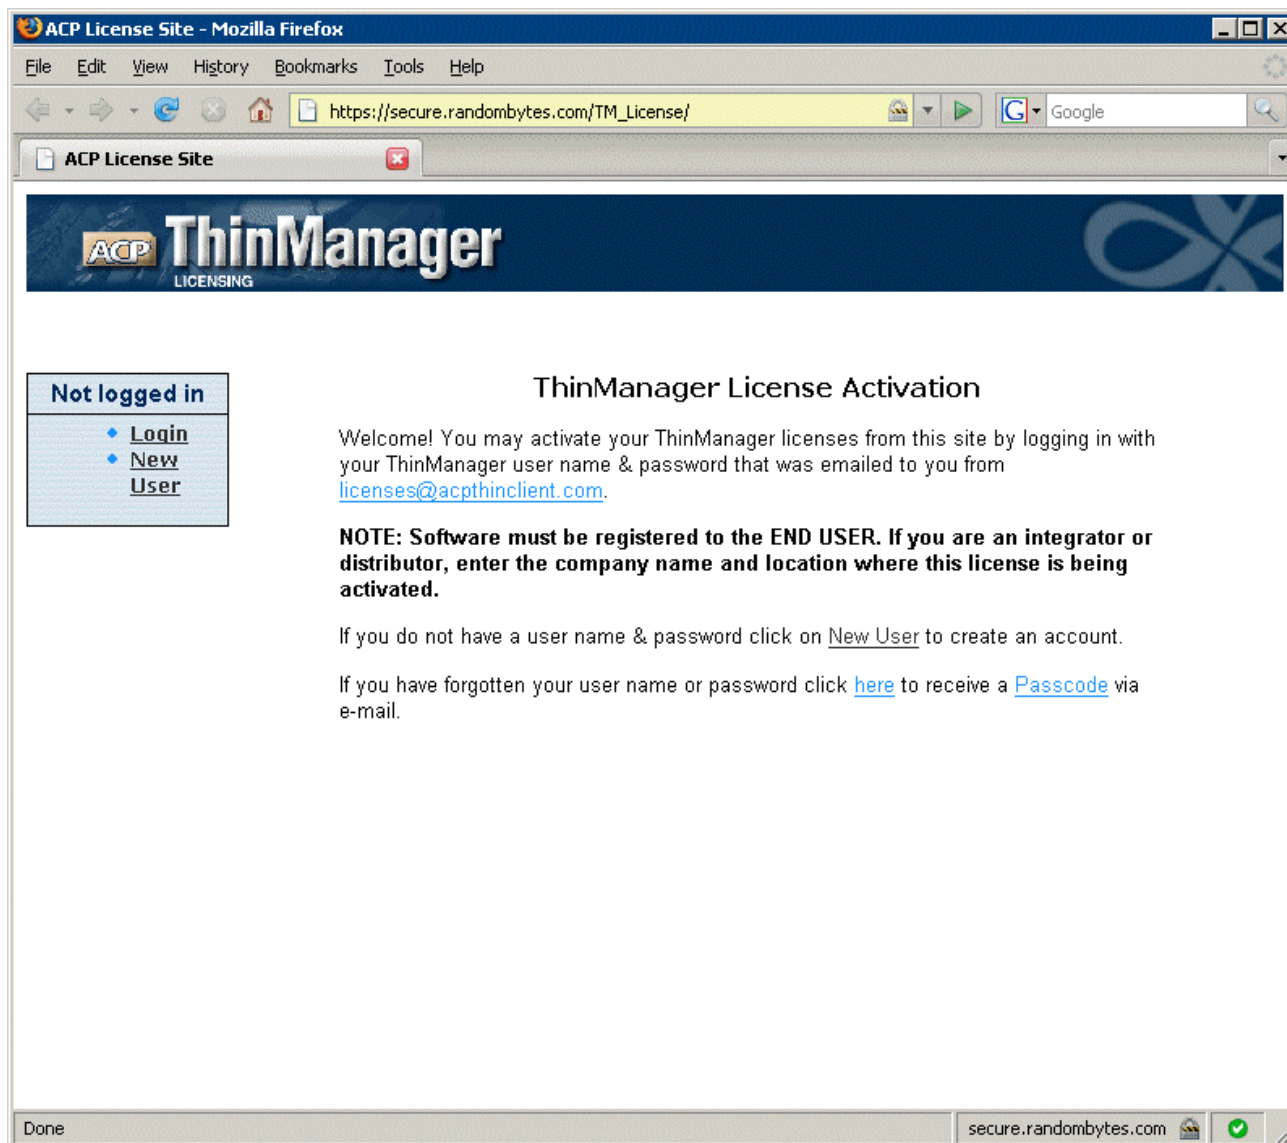 ACP License Site - Mozilla Firefox
File Edit View History Bookmarks Tools Help
https://secure.randombytes.com/TM_License/
G Google
ACP License Site
ACP ThinManager
LICENSING
Not logged in
Login
New
User
ThinManager License Activation
Welcome! You may activate your ThinManager licenses from this site by logging in with
your ThinManager user name & password that was emailed to you from
licenses@acpthinclient.com.
NOTE: Software must be registered to the END USER. If you are an integrator or
distributor, enter the company name and location where this license is being
activated.
If you do not have a user name & password click on New User to create an account.
If you have forgotten your user name or password click here to receive a Passcode via
e-mail.
Done
secure.randombytes.com